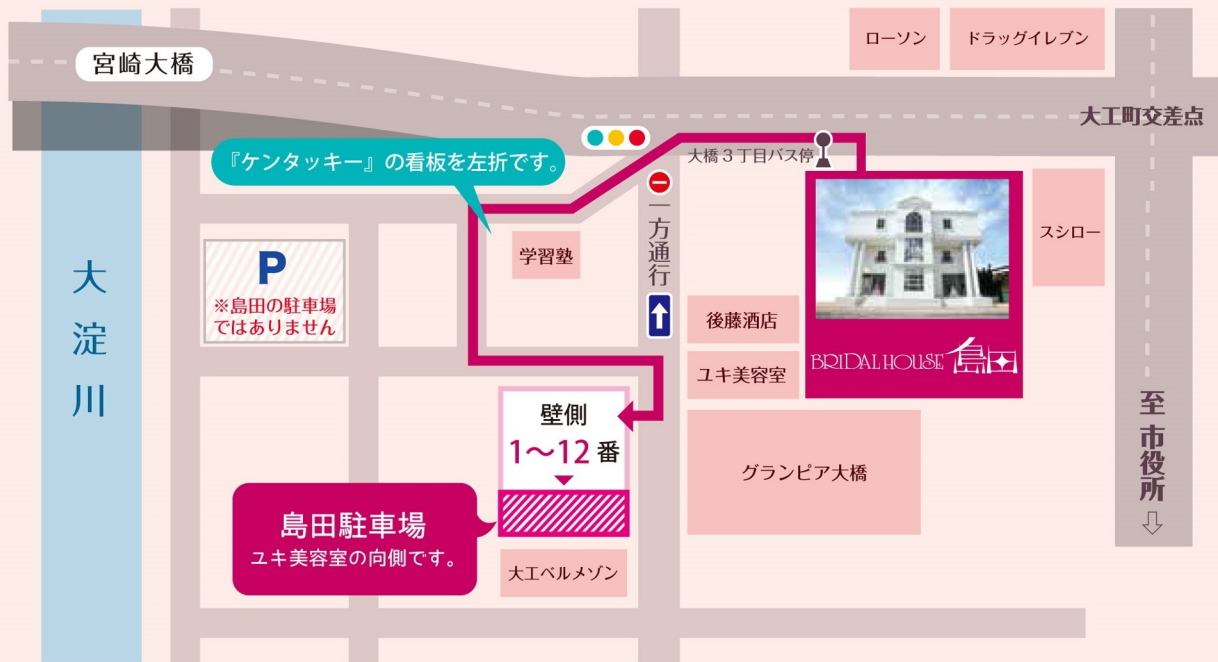 ローソン
ドラッグイレブン
宮崎大橋
大工町交差点
『ケンタッキー』の看板を左折です。
大橋3丁目バス停
一方通行
学習塾
スシロー
P
※島田の駐車場
ではありません
大淀川
後藤酒店
ユキ美容室
BRIDAL HOUSE 島田
壁側
1〜12番
グランピア大橋
至 市役所
島田駐車場
ユキ美容室の向側です。
大工ベルメゾン